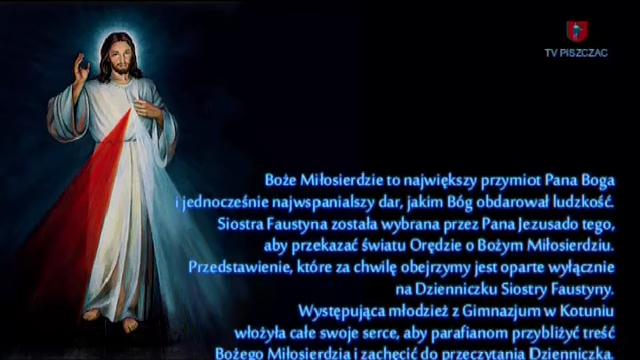 TV PISZCZAC
Boże Miłosierdzie to największy przymiot Pana Boga
i jednocześnie najwspanialszy dar, jakim Bóg obdarował ludzkość.
Siostra Faustyna została wybrana przez Pana Jezusado tego,
aby przekazać światu Orędzie o Bożym Miłosierdziu.
Przedstawienie, które za chwilę obejrzymy jest oparte wyłącznie
na Dzienniczku Siostry Faustyny.
Występująca młodzież z Gimnazjum w Kotuniu
włożyła całe swoje serce, aby parafianom przybliżyć treść
Bożego Miłosierdzia i zachęcić do przeczytania Dzienniczka.